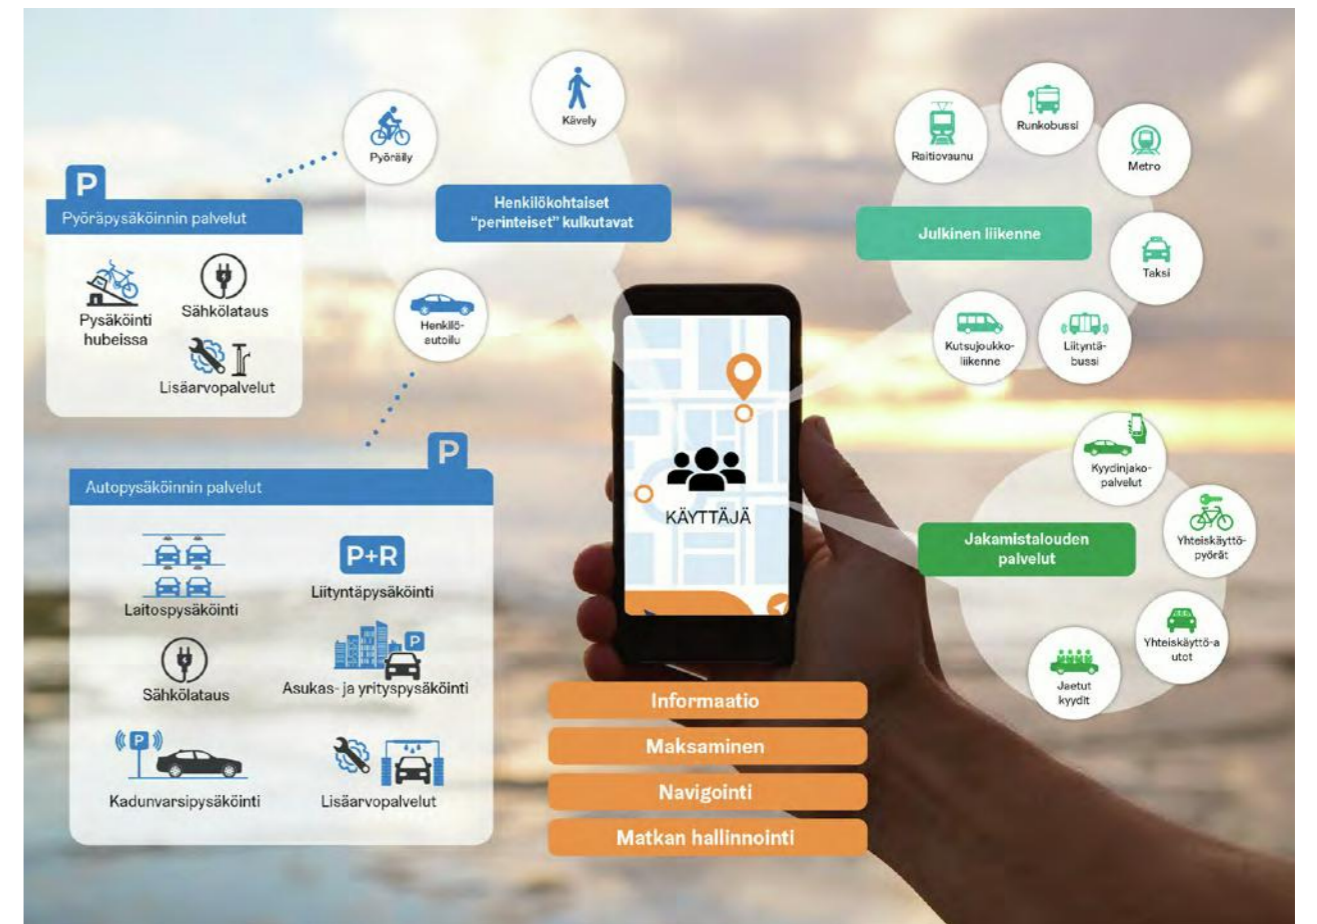 Kävely
Pyöräily
Henkilökohtaiset
"perinteiset" kulkutavat
Henkilö-
autoilu
P
Pyöräpysäköinnin palvelut
Pysäköinti
hubeissa
Sähkölataus
Lisäarvopalvelut
P
Autopysäköinnin palvelut
Laitospysäköinti
P+R
Liityntäpysäköinti
Sähkölataus
P
Asukas- ja yrityspysäköinti
P
Kadunvarsipysäköinti
Lisäarvopalvelut
KÄYTTÄJÄ
Informaatio
Maksaminen
Navigointi
Matkan hallinnointi
Raitiovaunu
Runkobussi
Metro
Julkinen liikenne
Taksi
Kutsujoukko-
liikenne
Liityntä-
bussi
Kyydinjako-
palvelut
Jakamistalouden
palvelut
Yhteiskäyttö-
pyörät
Yhteiskäyttö-a
utot
Jaetut
kyydit